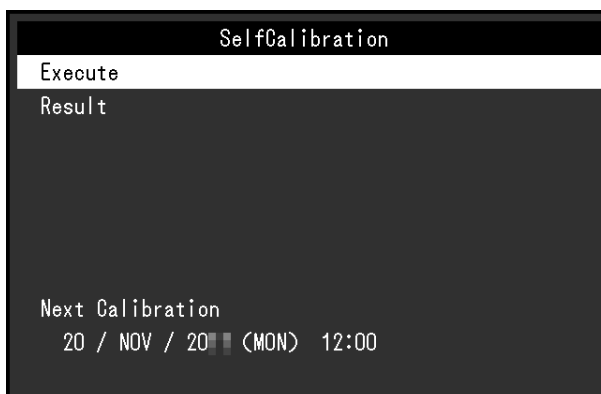 SelfCalibration
Execute
Result
Next Calibration
20 / NOV / 20 (MON) 12:00